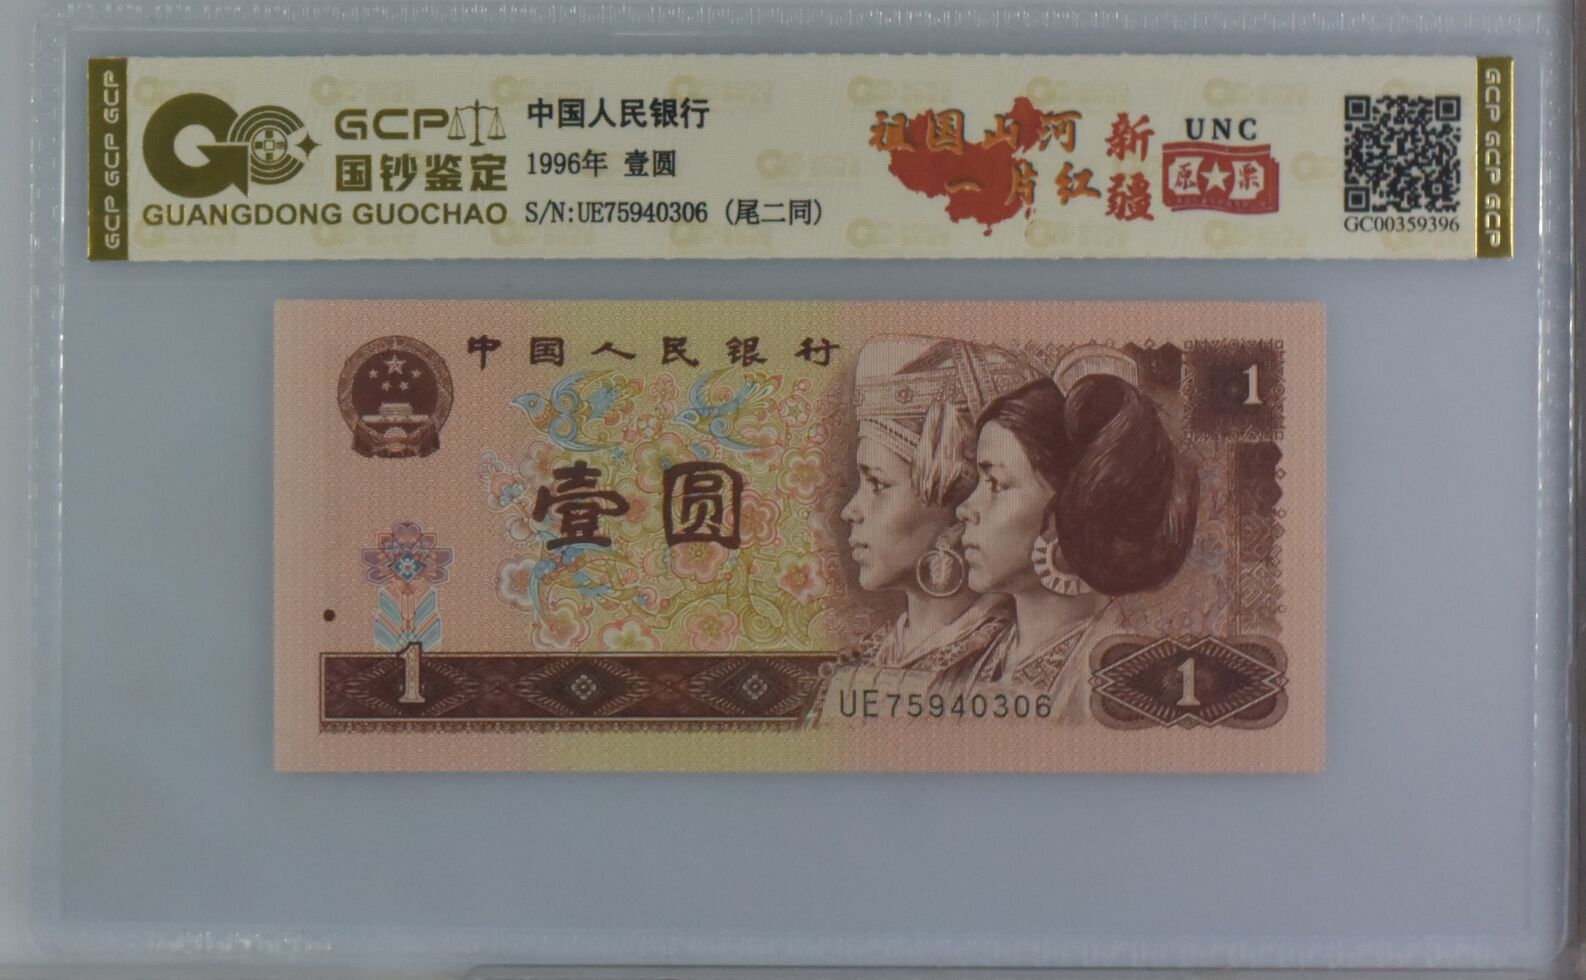 GCP GCP GCP
GCP
国钞鉴定
GUANGDONG GUOCHAO
中国人民银行
1996年 壹圆
S/N:UE75940306 (尾二同)
祖国山河
一片红
新疆
UNC
原★票
GC00359396
GCP GCP GCP
中国人民银行
1
壹圆
1
UE75940306
1